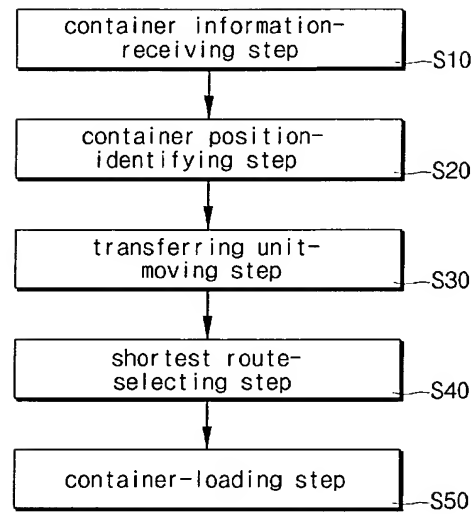 container information-
receiving step
S10
container position-
identifying step
S20
transferring unit-
moving step
S30
shortest route-
selecting step
S40
container-loading step
S50